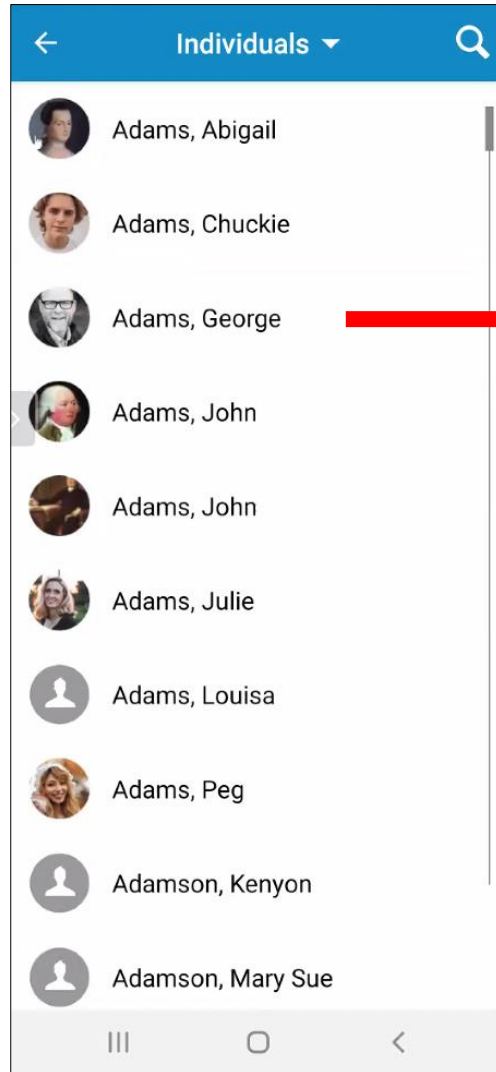 Individuals
Adams, Abigail
Adams, Chuckie
Adams, George
Adams, John
Adams, John
Adams, Julie
Adams, Louisa
Adams, Peg
Adamson, Kenyon
Adamson, Mary Sue